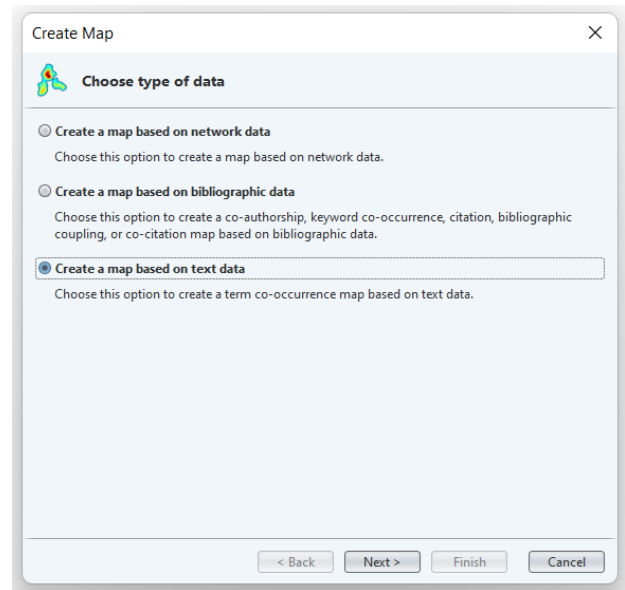 Create Map
Choose type of data
Create a map based on network data
Choose this option to create a map based on network data.
Create a map based on bibliographic data
Choose this option to create a co-authorship, keyword co-occurrence, citation, bibliographic
coupling, or co-citation map based on bibliographic data.
Create a map based on text data
Choose this option to create a term co-occurrence map based on text data.
< Back Next > Finish Cancel